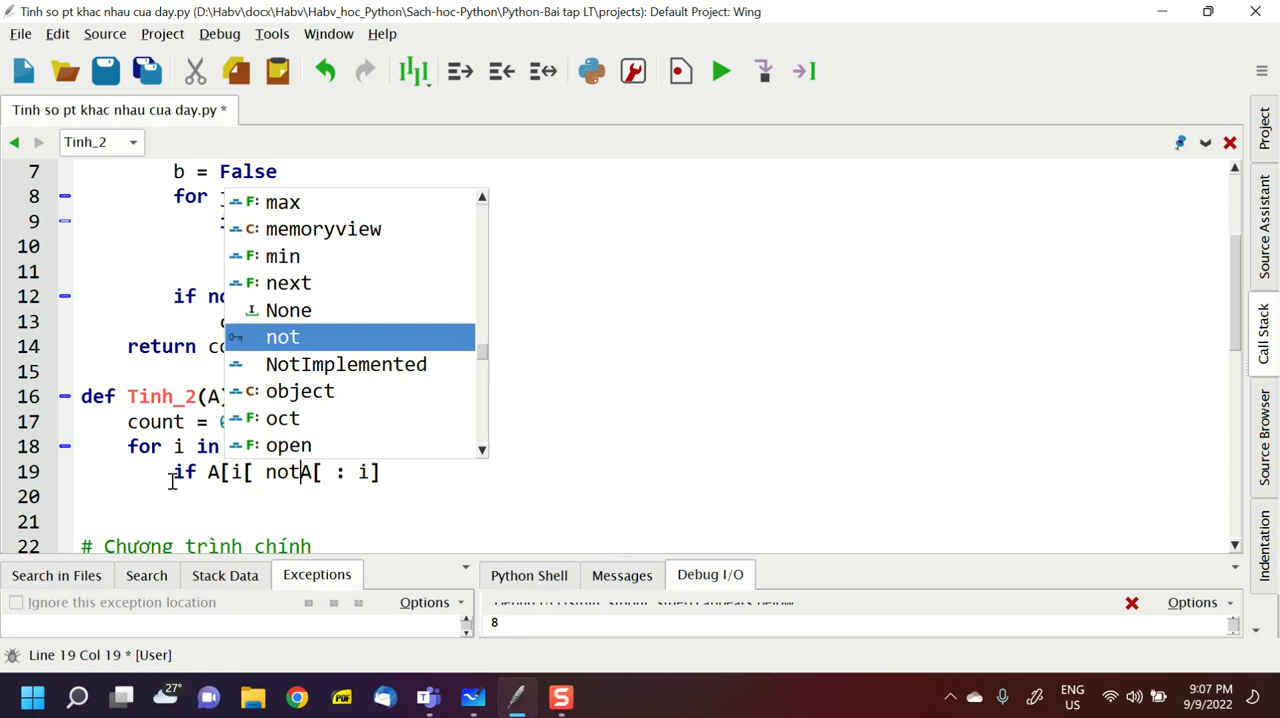 Tinh so pt khac nhau cua day.py (D:\Habv\docx\Habv\Habv_hoc_Python\Sach-hoc-Python\Python-Bai tap LT\projects): Default Project: Wing
File Edit Source Project Debug Tools Window Help
Tinh so pt khac nhau cua day.py *
Tinh_2
7 b = False
8 for
9
10
11
12 if
13
14 return
15
16 def Tinh_2(A)
17 count =
18 for i in
19 if A[i[ notA[ : i]
20
21
22 # Chương trình chính
F: max
C: memoryview
F: min
F: next
None
not
NotImplemented
C: object
F: oct
F: open
Project
Source Assistant
Call Stack
Source Browser
Indentation
Search in Files Search Stack Data Exceptions
Ignore this exception location Options
Python Shell Messages Debug I/O
Options
8
Line 19 Col 19 * [User]
27°
PDF
S
ENG
US
9:07 PM
9/9/2022